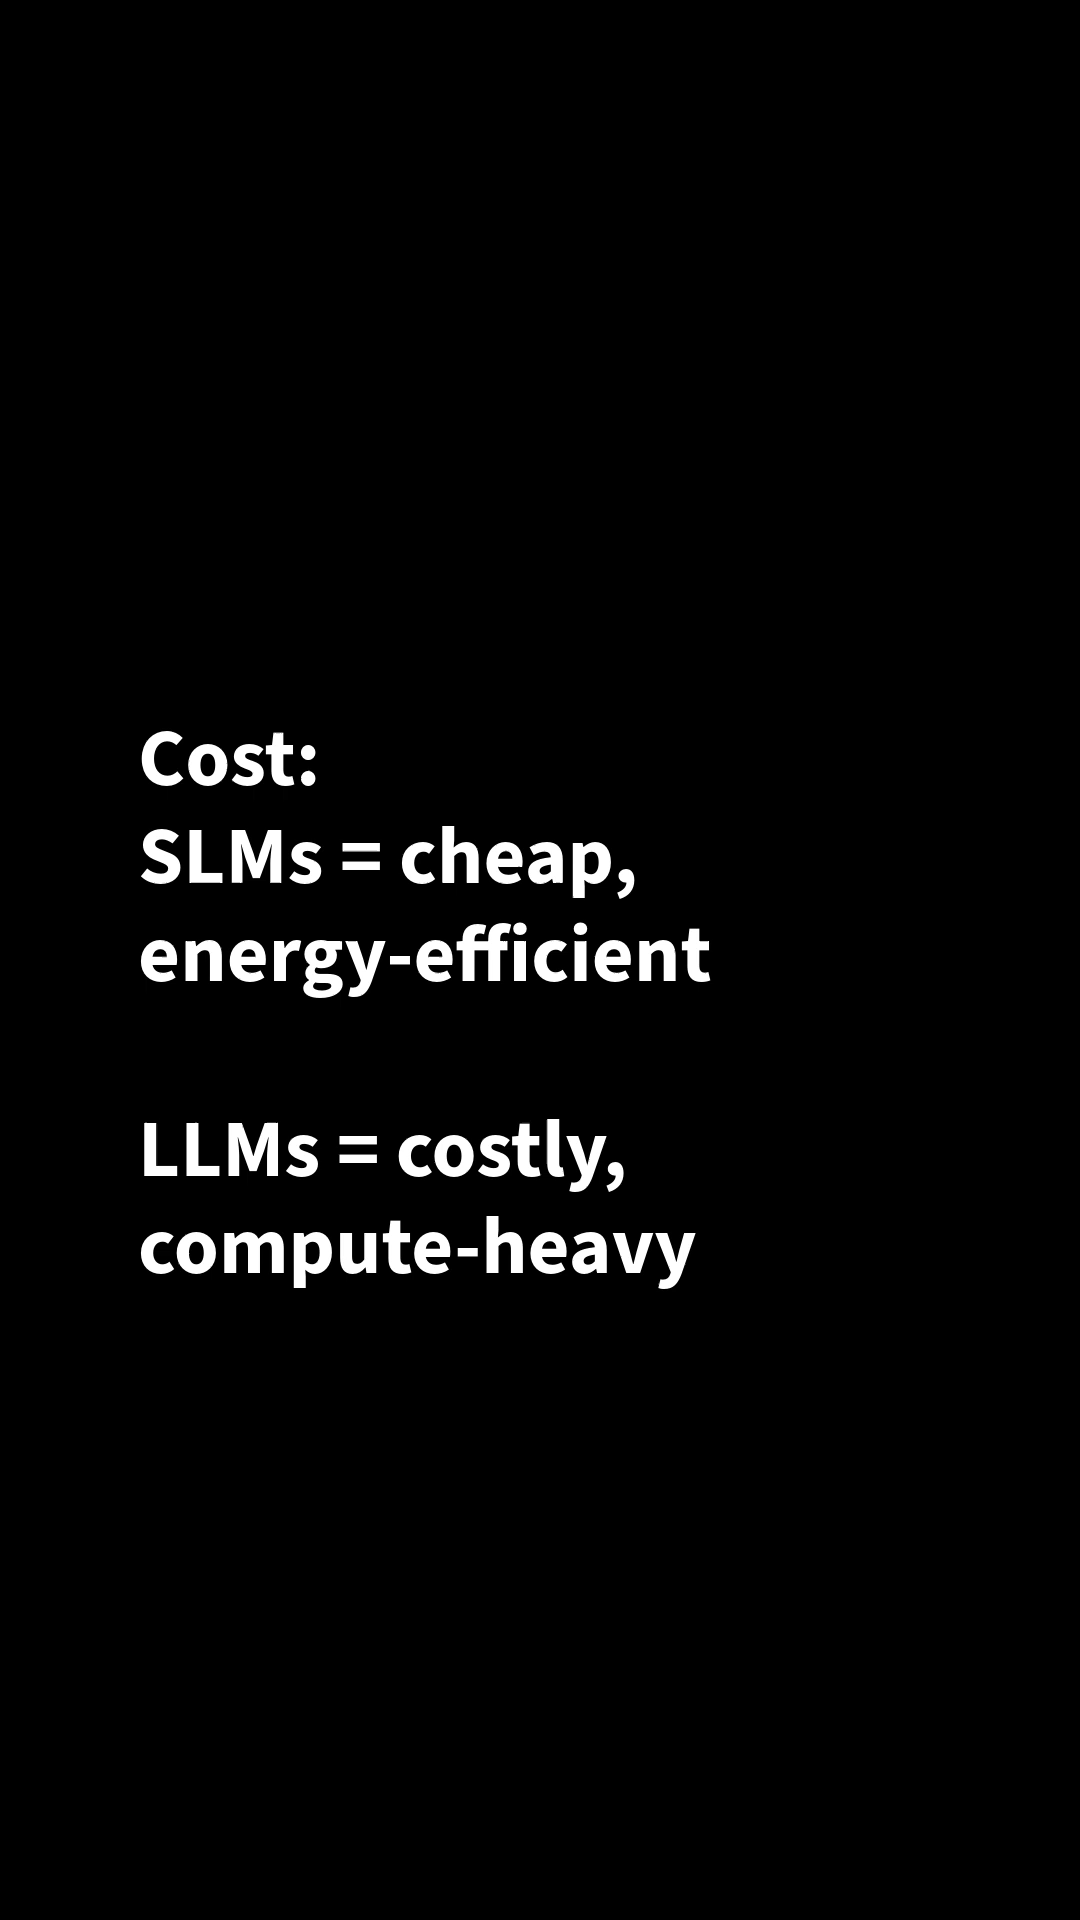 Cost:
SLMs = cheap,
energy-efficient
LLMs = costly,
compute-heavy